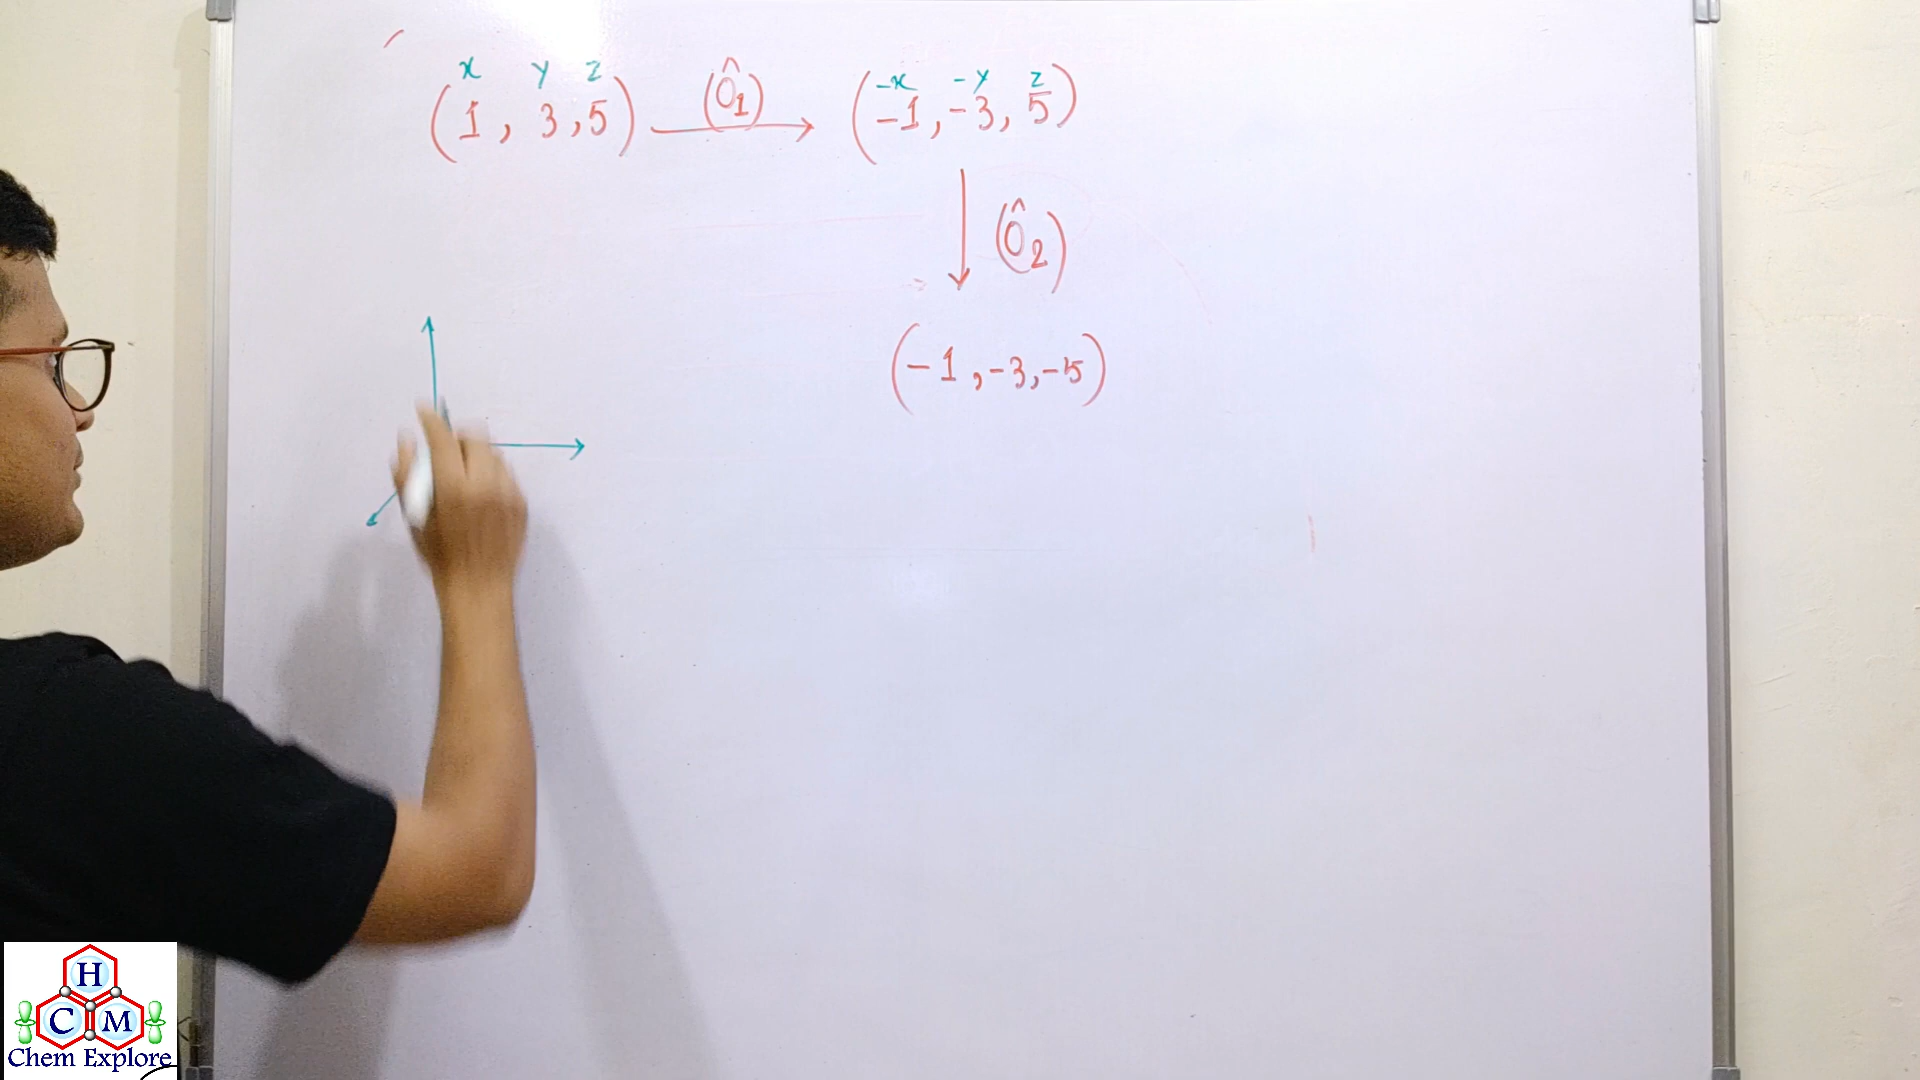 x y z
(1, 3, 5) (Ô1) → (-1, -3, 5)
-x -y z
↓ (Ô2)
(-1, -3, -5)
H
C M
Chem Explore